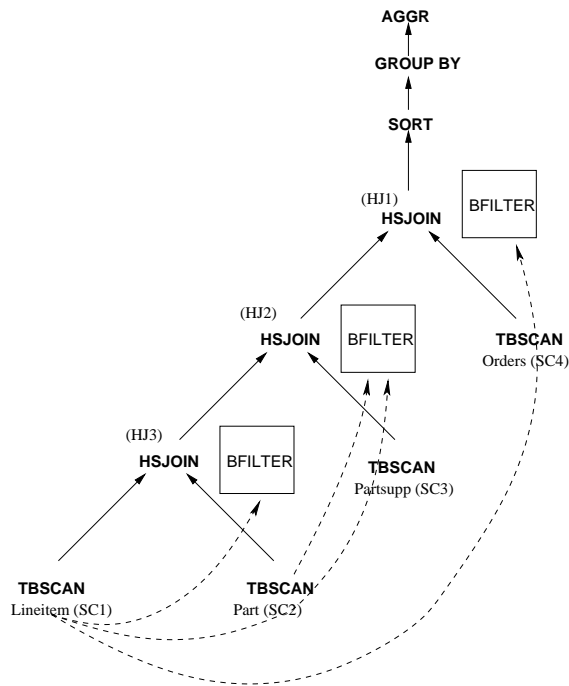 AGGR
GROUP BY
SORT
(HJ1)
HSJOIN
BFILTER
(HJ2)
HSJOIN
BFILTER
TBSCAN
Orders (SC4)
(HJ3)
HSJOIN
BFILTER
TBSCAN
Partsupp (SC3)
TBSCAN
Lineitem (SC1)
TBSCAN
Part (SC2)